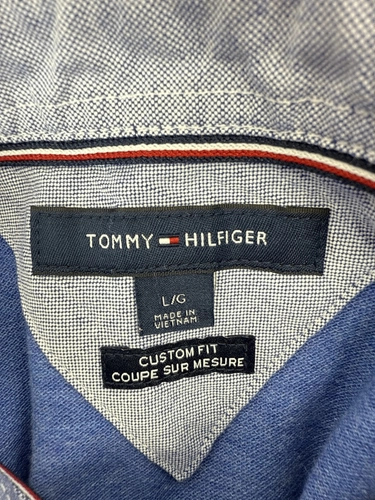 TOMMY HILFIGER
L/G
MADE IN
VIETNAM
CUSTOM FIT
COUPE SUR MESURE